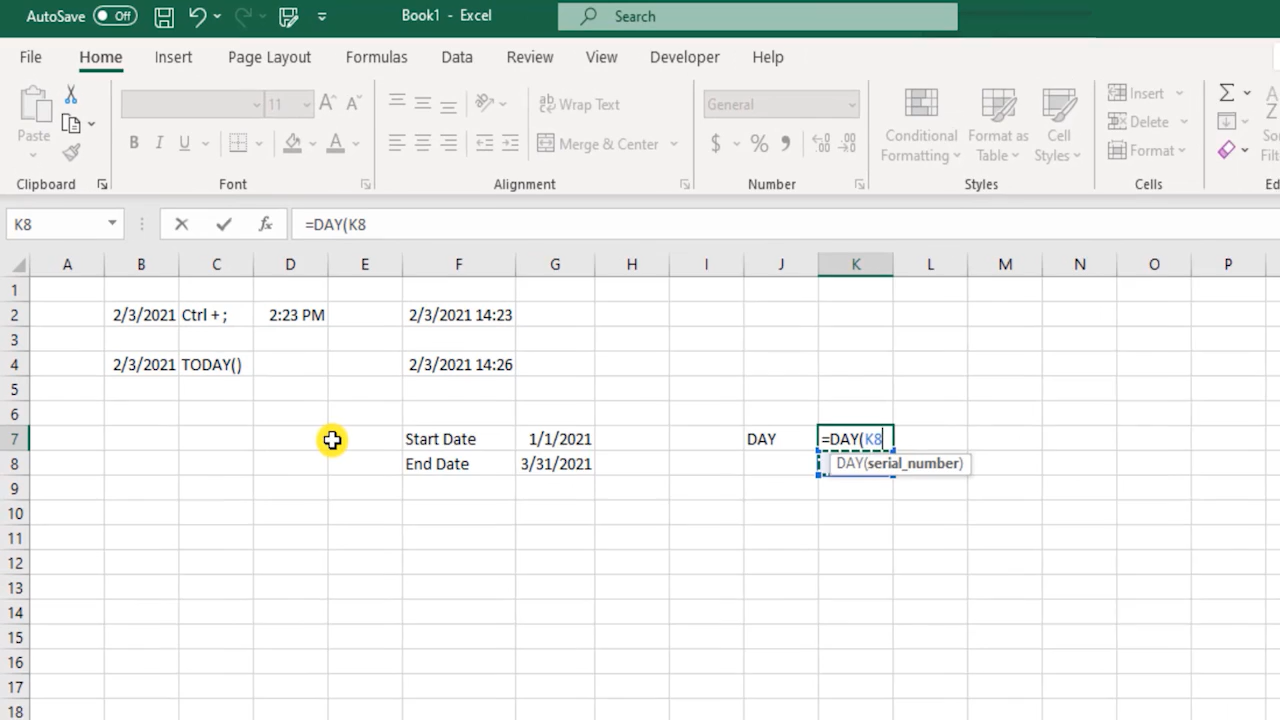 AutoSave Off Book1 - Excel Search
File Home Insert Page Layout Formulas Data Review View Developer Help
Paste 11 A A Wrap Text General Conditional Format as Cell Insert Σ
B I U A Merge & Center $ % Formatting Table Styles Delete Format
Clipboard Font Alignment Number Styles Cells
K8 fx =DAY(K8
A B C D E F G H I J K L M N O P
1
2 2/3/2021 Ctrl + ; 2:23 PM 2/3/2021 14:23
3
4 2/3/2021 TODAY() 2/3/2021 14:26
5
6
7 Start Date 1/1/2021 DAY =DAY(K8
8 End Date 3/31/2021 DAY(serial_number)
9
10
11
12
13
14
15
16
17
18